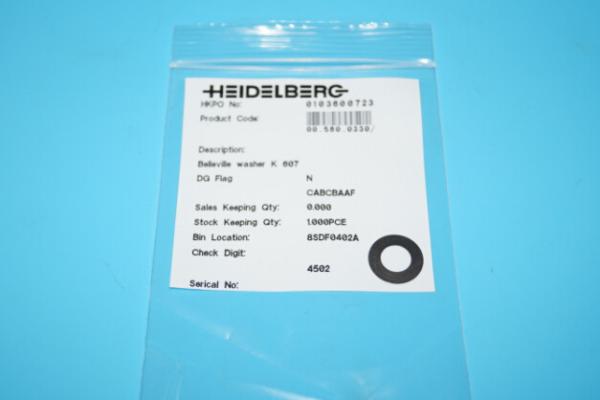 HEIDELBERG
HKPO No: 0103600723
Product Code:
00.580.0330/
Description:
Belleville washer K 607
DG Flag N
CABCBAAF
Sales Keeping Qty: 0.000
Stock Keeping Qty: 1.000PCE
Bin Location: 8SDF0402A
Check Digit:
4502
Serical No: